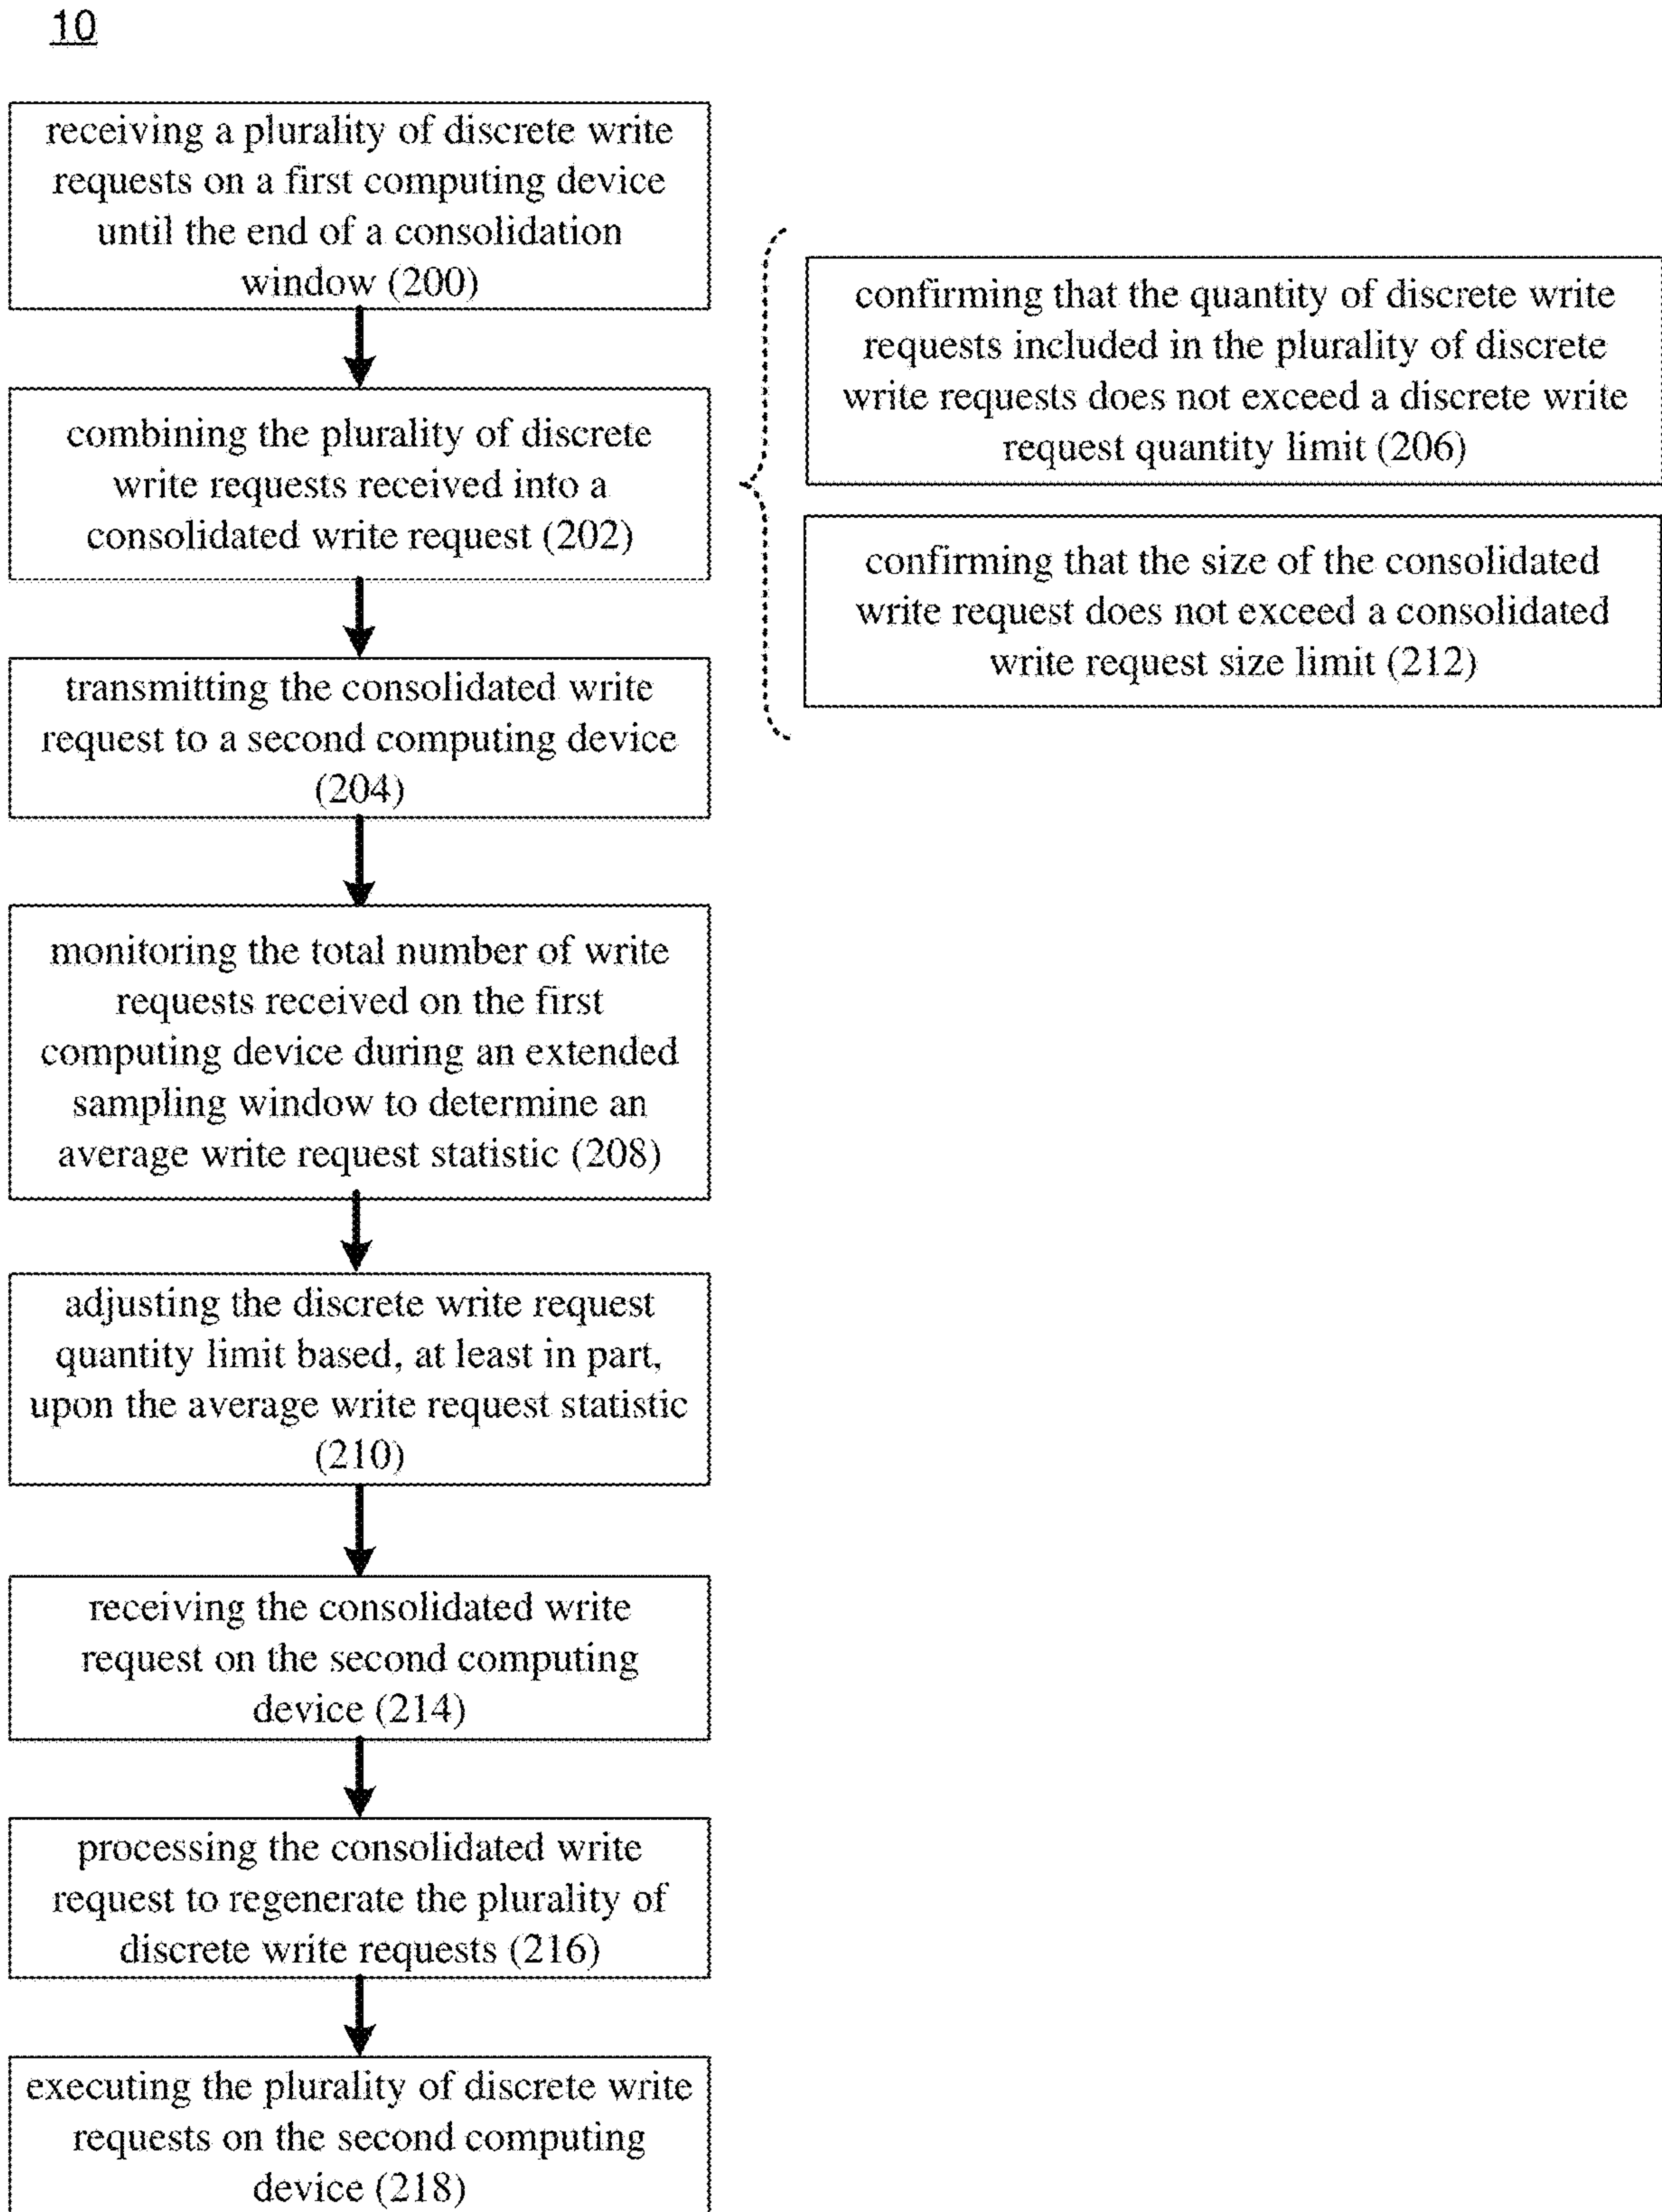 10
receiving a plurality of discrete write
requests on a first computing device
until the end of a consolidation
window (200)
combining the plurality of discrete
write requests received into a
consolidated write request (202)
confirming that the quantity of discrete write
requests included in the plurality of discrete
write requests does not exceed a discrete write
request quantity limit (206)
confirming that the size of the consolidated
write request does not exceed a consolidated
write request size limit (212)
transmitting the consolidated write
request to a second computing device
(204)
monitoring the total number of write
requests received on the first
computing device during an extended
sampling window to determine an
average write request statistic (208)
adjusting the discrete write request
quantity limit based, at least in part,
upon the average write request statistic
(210)
receiving the consolidated write
request on the second computing
device (214)
processing the consolidated write
request to regenerate the plurality of
discrete write requests (216)
executing the plurality of discrete write
requests on the second computing
device (218)